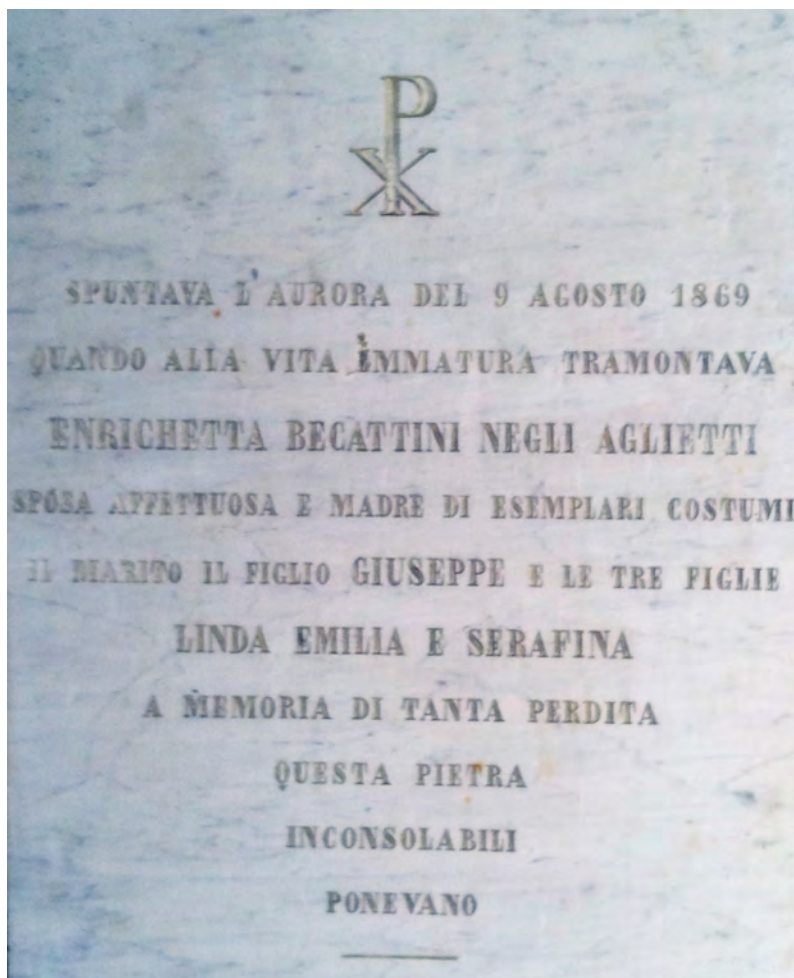 SPUNTAVA L'AURORA DEL 9 AGOSTO 1869
QUANDO ALLA VITA IMMATURA TRAMONTAVA
ENRICHETTA BECATTINI NEGLI AGLIETTI
SPOSA AFFETTUOSA E MADRE DI ESEMPLARI COSTUMI
IL MARITO IL FIGLIO GIUSEPPE E LE TRE FIGLIE
LINDA EMILIA E SERAFINA
A MEMORIA DI TANTA PERDITA
QUESTA PIETRA
INCONSOLABILI
PONEVANO